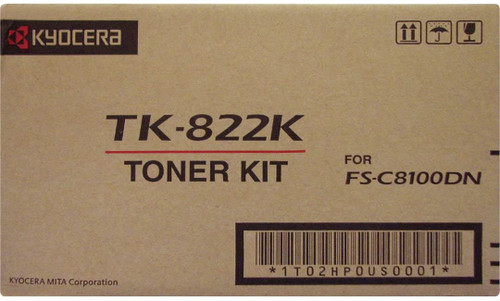 KYOCERA
TK-822K
TONER KIT
FOR
FS-C8100DN
*1T02HP0US0001*
KYOCERA MITA Corporation